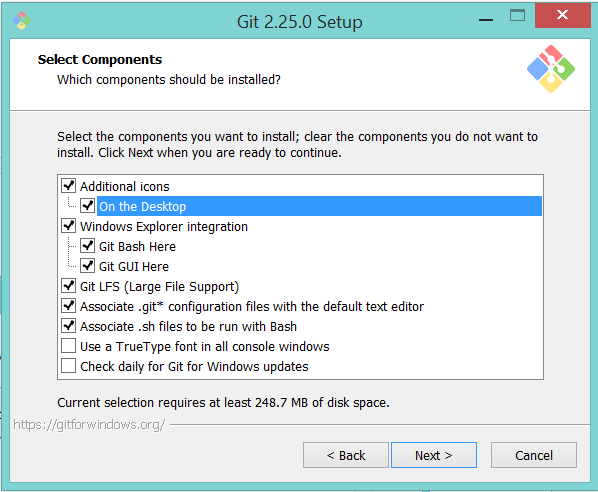 Git 2.25.0 Setup
Select Components
Which components should be installed?
Select the components you want to install; clear the components you do not want to
install. Click Next when you are ready to continue.
Additional icons
On the Desktop
Windows Explorer integration
Git Bash Here
Git GUI Here
Git LFS (Large File Support)
Associate .git* configuration files with the default text editor
Associate .sh files to be run with Bash
Use a TrueType font in all console windows
Check daily for Git for Windows updates
Current selection requires at least 248.7 MB of disk space.
https://gitforwindows.org/
< Back
Next >
Cancel